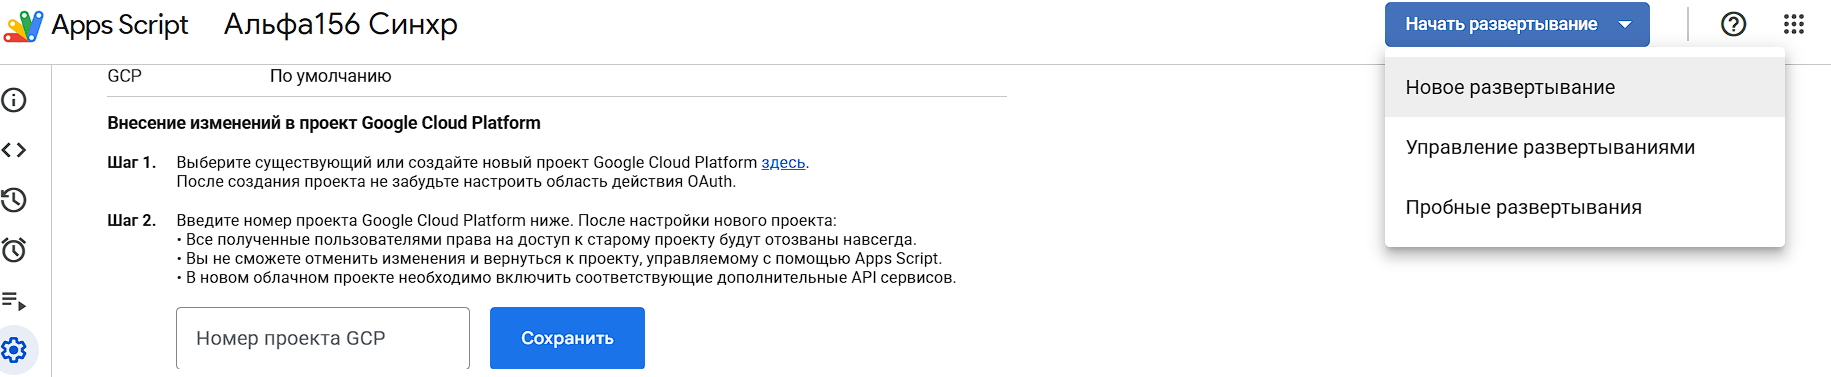 Apps Script Альфа156 Синхр Начать развертывание
GCP По умолчанию
Новое развертывание
Управление развертываниями
Пробные развертывания
Внесение изменений в проект Google Cloud Platform
Шаг 1. Выберите существующий или создайте новый проект Google Cloud Platform здесь.
После создания проекта не забудьте настроить область действия OAuth.
Шаг 2. Введите номер проекта Google Cloud Platform ниже. После настройки нового проекта:
• Все полученные пользователями права на доступ к старому проекту будут отозваны навсегда.
• Вы не сможете отменить изменения и вернуться к проекту, управляемому с помощью Apps Script.
• В новом облачном проекте необходимо включить соответствующие дополнительные API сервисов.
Номер проекта GCP Сохранить